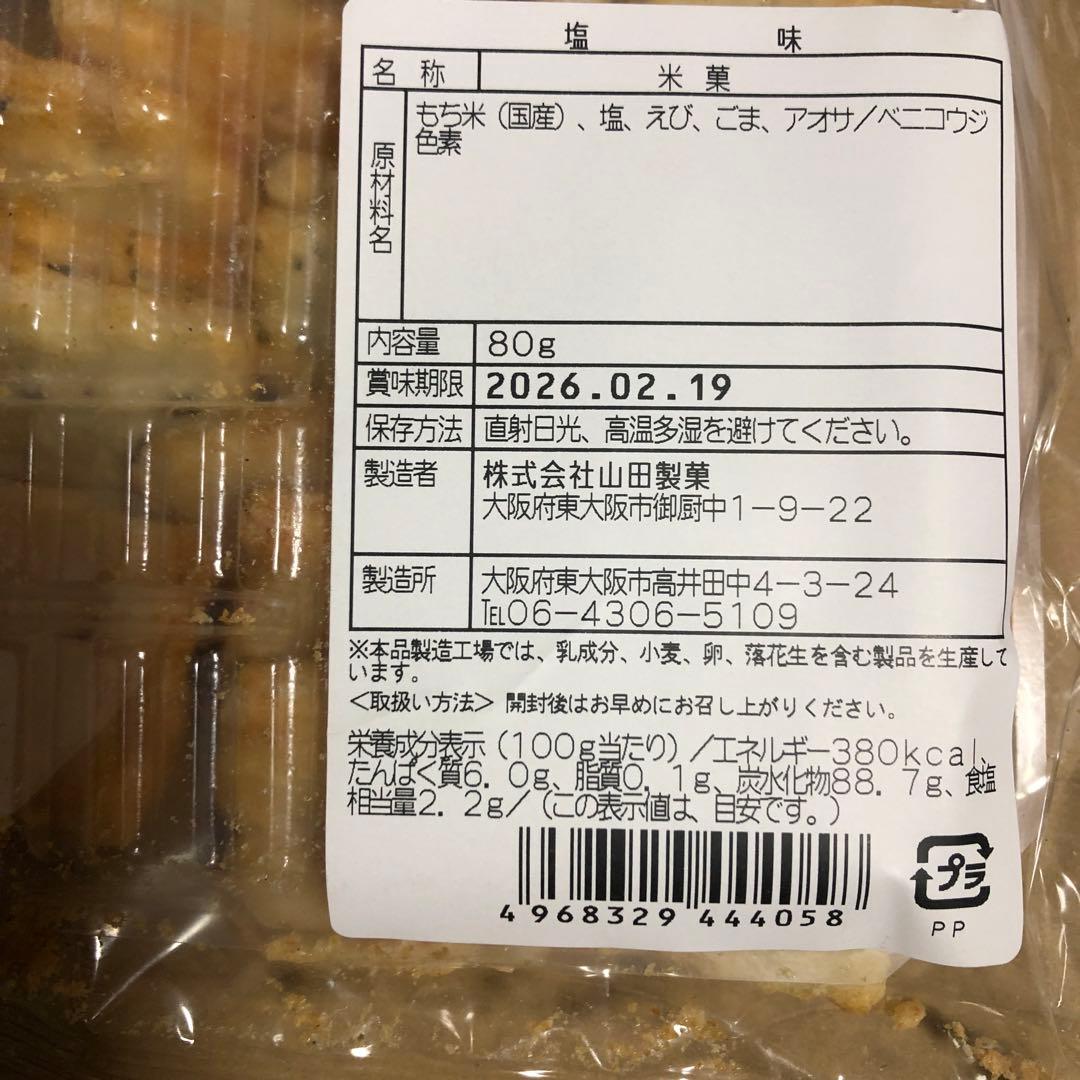 塩 味
名称 米菓
原材料名 もち米（国産）、塩、えび、ごま、アオサ／ベニコウジ
色素
内容量 80g
賞味期限 2026.02.19
保存方法 直射日光、高温多湿を避けてください。
製造者 株式会社山田製菓
大阪府東大阪市御厨中1－9－22
製造所 大阪府東大阪市高井田中4－3－24
℡06－4306－5109
※本品製造工場では、乳成分、小麦、卵、落花生を含む製品を生産して
います。
＜取扱い方法＞ 開封後はお早めにお召し上がりください。
栄養成分表示（100g当たり）／エネルギー380kcal、
たんぱく質6．0g、脂質0．1g、炭水化物88．7g、食塩
相当量2．2g／（この表示値は、目安です。）
4968329444058
プラ
PP